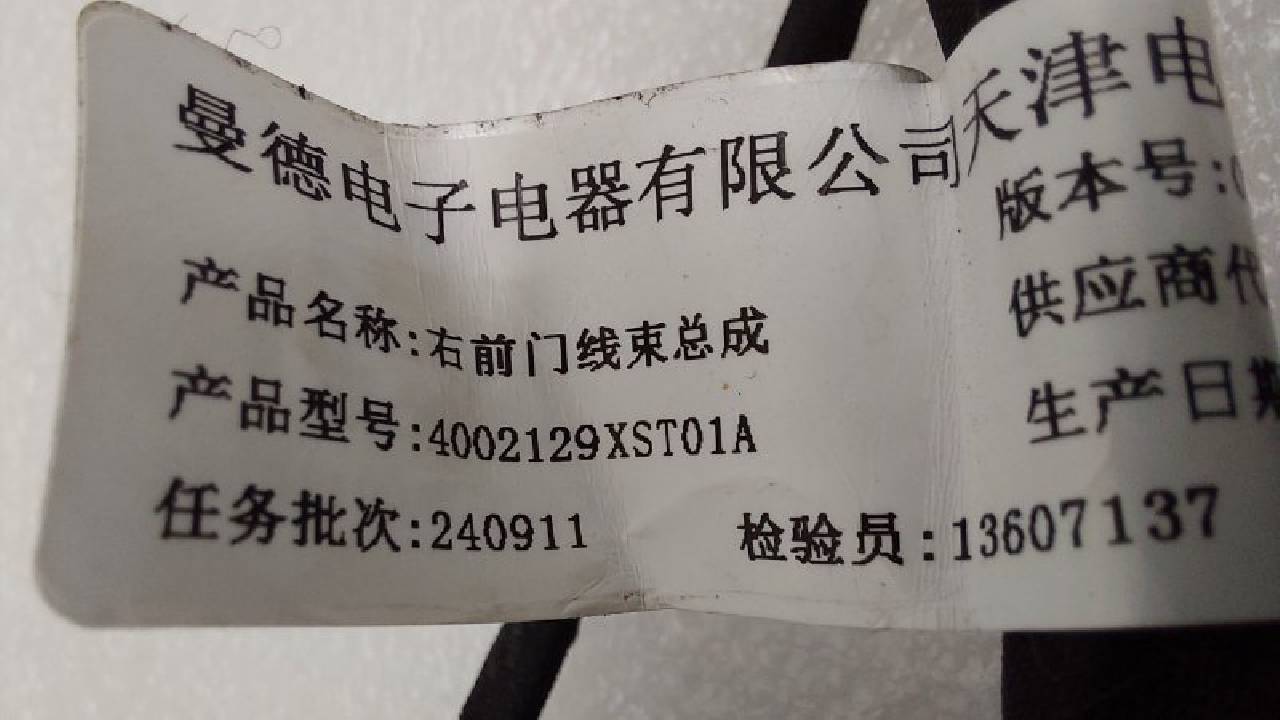 曼德电子电器有限公司天津电
版本号:
产品名称:右前门线束总成
供应商代
产品型号:4002129XST01A
生产日期
任务批次:240911 检验员:13607137